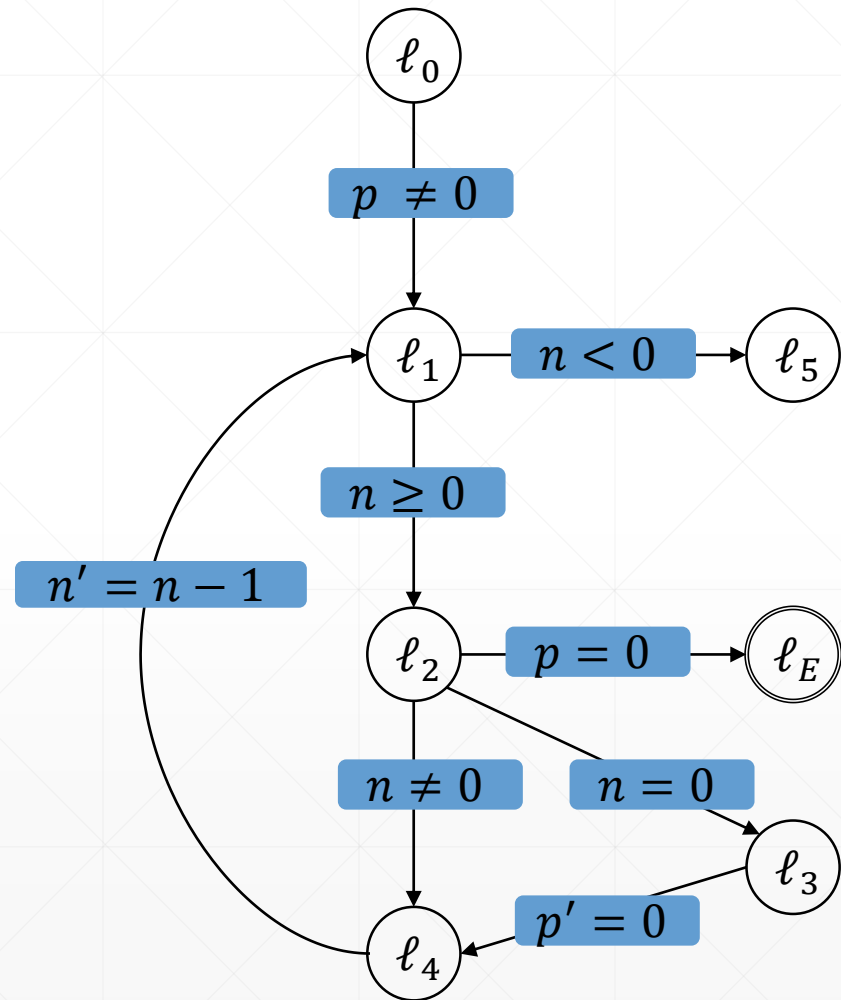 ℓ0
p ≠ 0
ℓ1
n < 0
ℓ5
n ≥ 0
n′ = n − 1
ℓ2
p = 0
ℓE
n ≠ 0
n = 0
ℓ3
p′ = 0
ℓ4